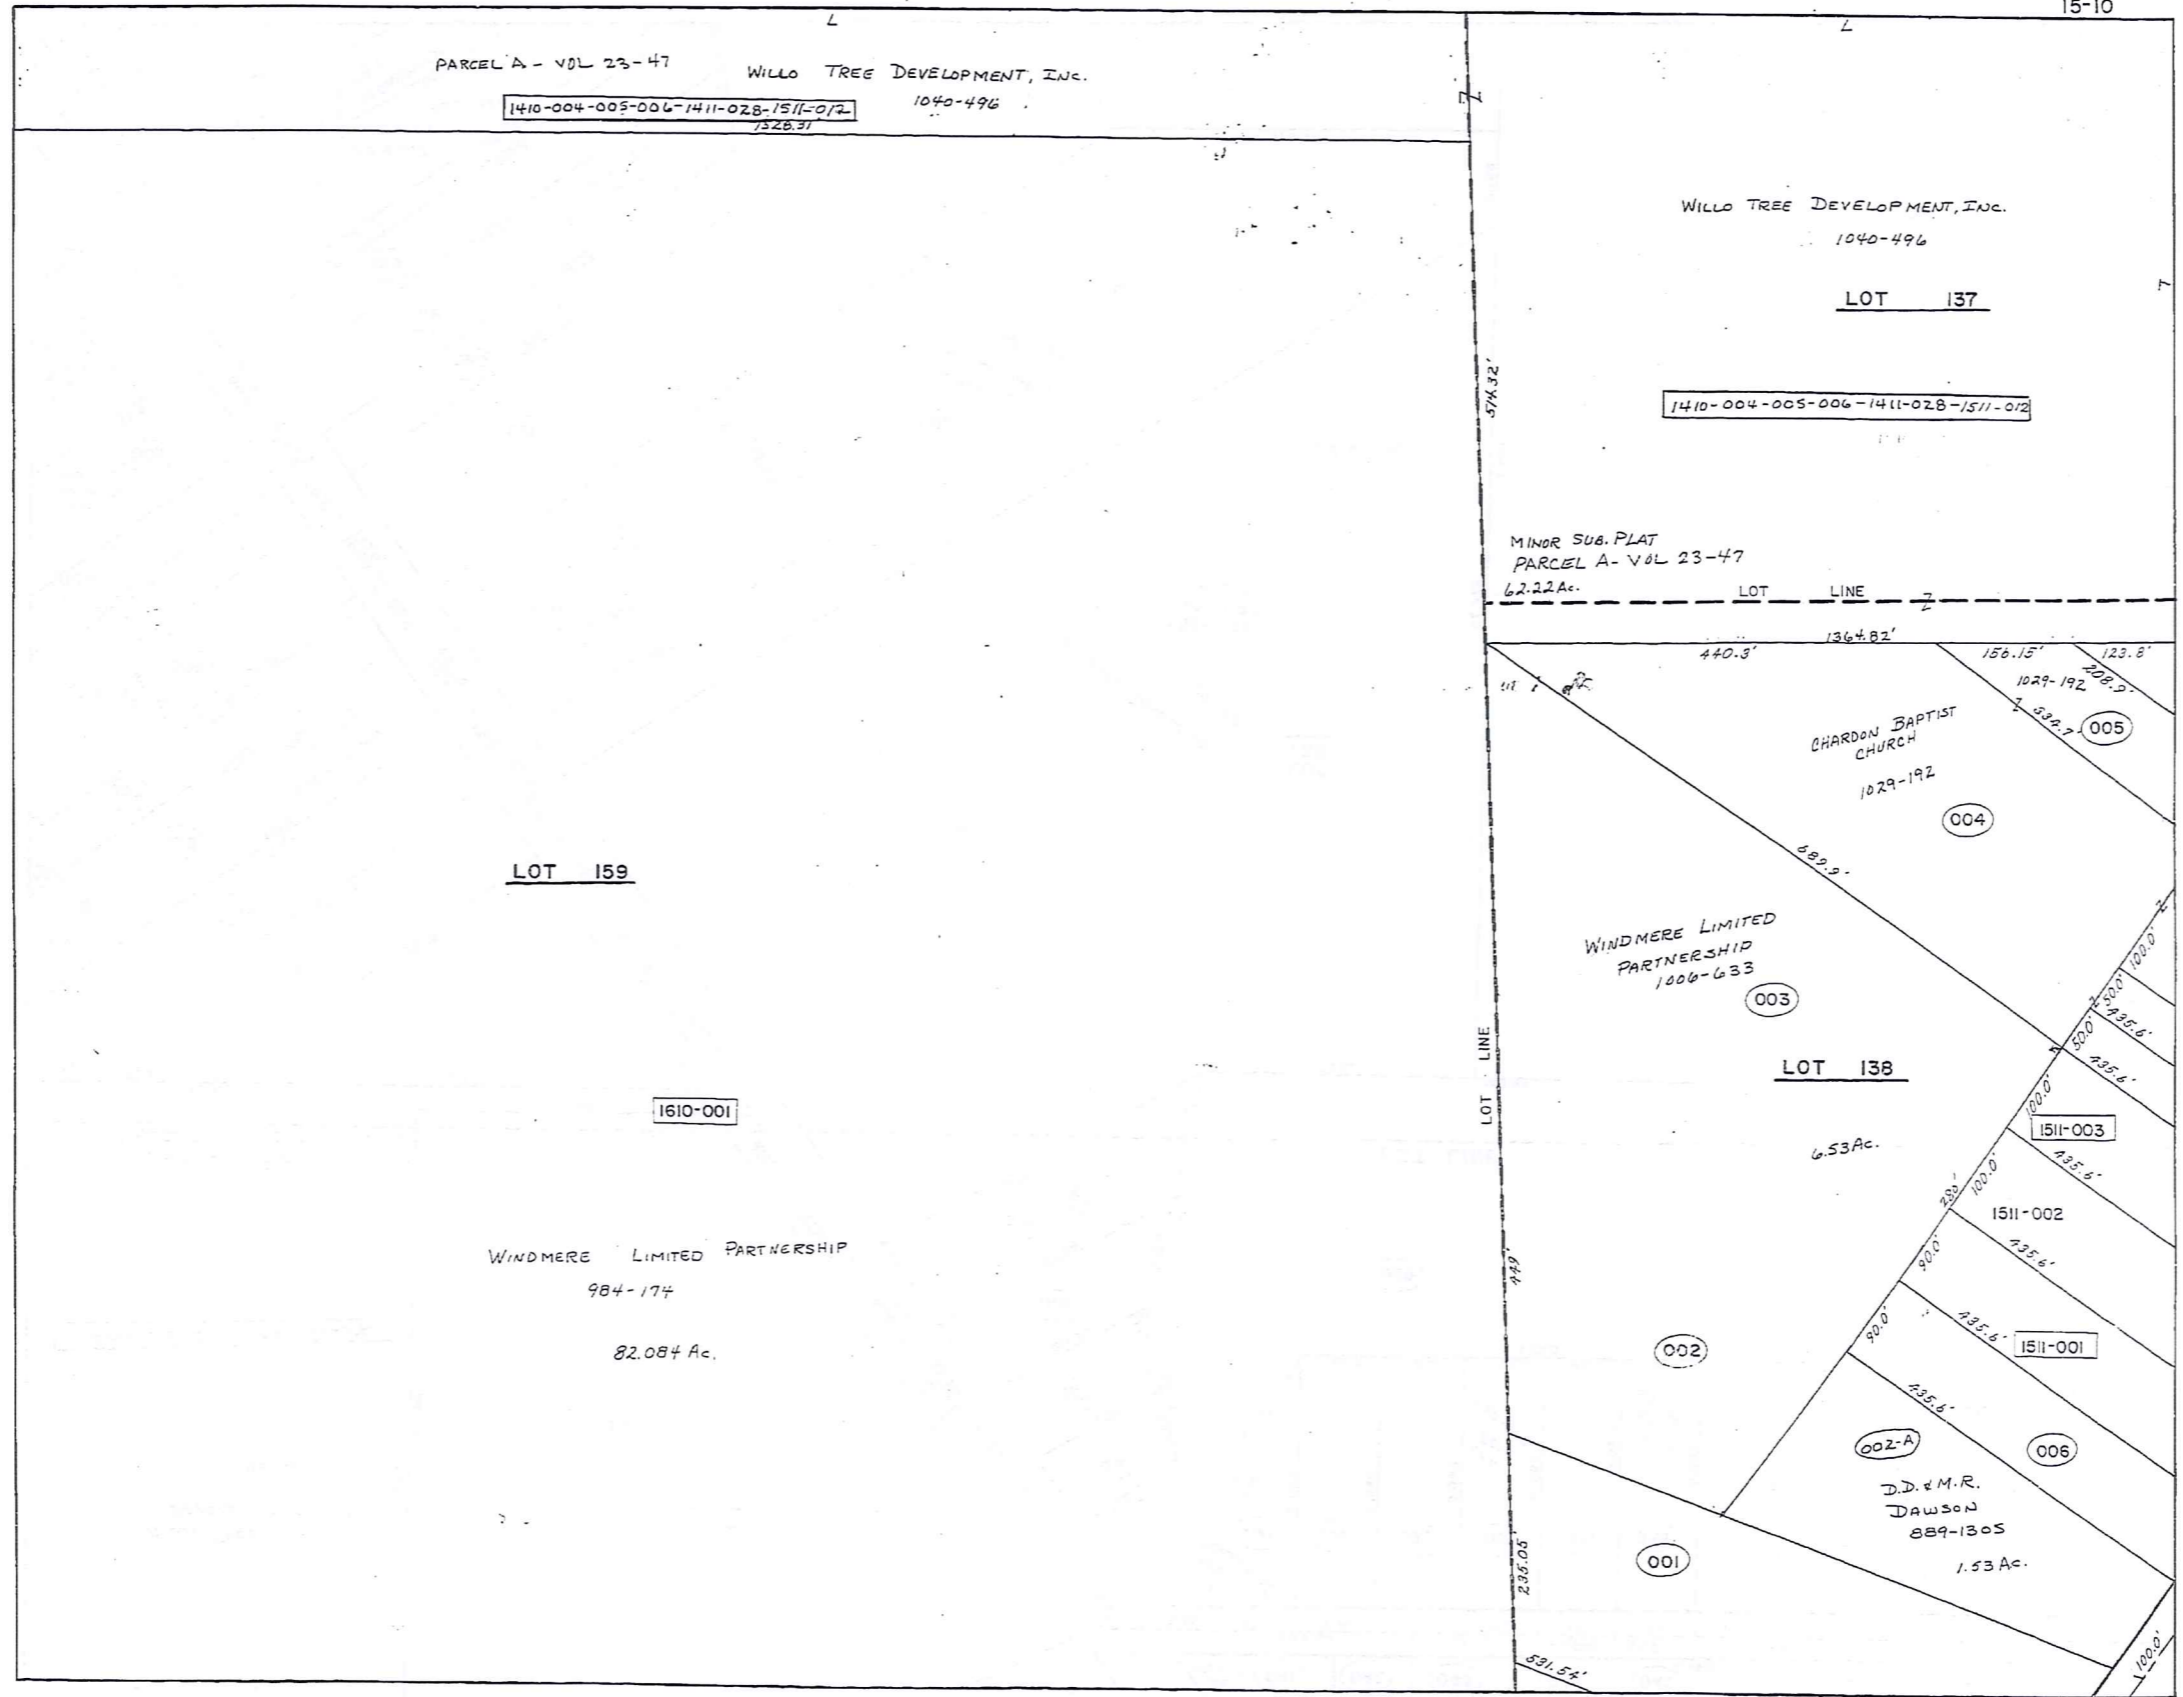 15-10
PARCEL A - VOL 23-47
WILLO TREE DEVELOPMENT, INC.
1410-004-005-006-1411-028-1511-012
1040-496
1328.31'
WILLO TREE DEVELOPMENT, INC.
1040-496
LOT 137
514.32'
1410-004-005-006-1411-028-1511-012
MINOR SUB. PLAT
PARCEL A - VOL 23-47
62.22 Ac.
LOT LINE
1364.82'
440.3'
156.15'
123.8'
1029-192
208.9'
334.7
005
CHARDON BAPTIST
CHURCH
1029-192
004
689.9
LOT 159
WINDMERE LIMITED
PARTNERSHIP
1006-633
003
100.0'
50.0'
435.6'
50.0'
435.6'
LOT LINE
LOT 138
100.0'
1511-003
1610-001
6.53 Ac.
435.6'
280'
100.0'
1511-002
WINDMERE LIMITED PARTNERSHIP
984-174
82.084 Ac.
449'
90.0'
435.6'
90.0'
435.6'
1511-001
002
435.6'
002-A
006
D.D. & M.R.
DAWSON
889-1305
1.53 Ac.
235.05'
001
531.54'
100.0'